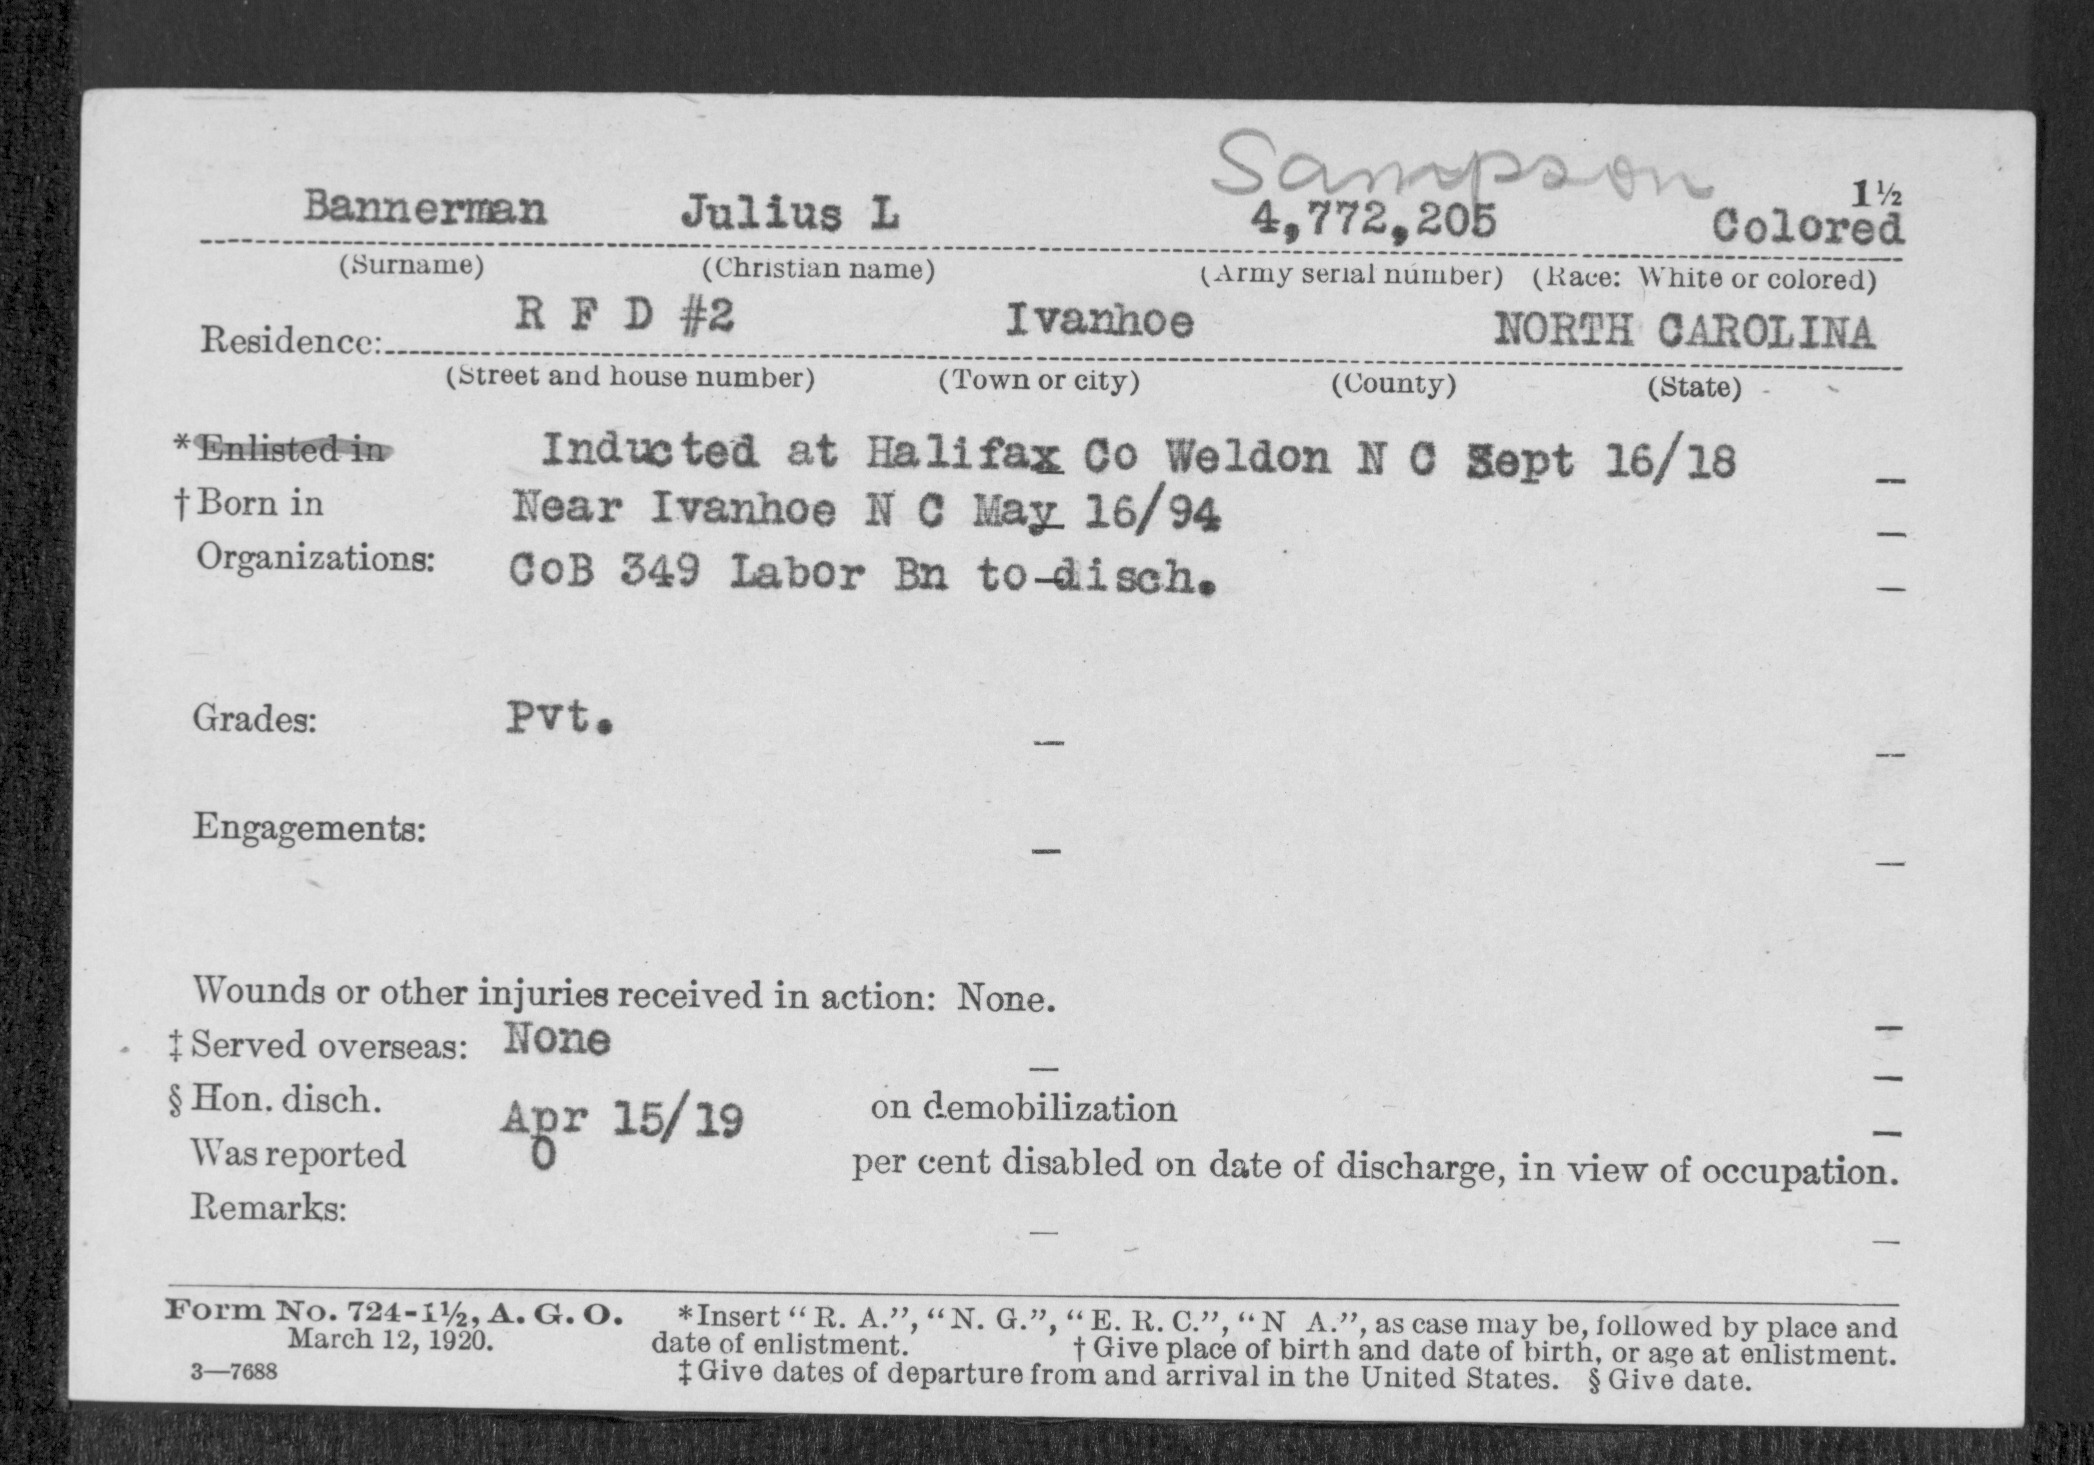 Sampson
1½
Bannerman Julius L 4,772,205 Colored
(Surname) (Christian name) (Army serial number) (Race: White or colored)
R F D #2 Ivanhoe NORTH CAROLINA
Residence:
(Street and house number) (Town or city) (County) (State)
*Enlisted in Inducted at Halifax Co Weldon N C Sept 16/18
†Born in Near Ivanhoe N C May 16/94
Organizations: CoB 349 Labor Bn to-disch.
Grades: Pvt.
Engagements:
Wounds or other injuries received in action: None.
‡Served overseas: None
§Hon. disch. Apr 15/19 on demobilization
Was reported 0 per cent disabled on date of discharge, in view of occupation.
Remarks:
Form No. 724-1½, A. G. O. *Insert "R. A.", "N. G.", "E. R. C.", "N A.", as case may be, followed by place and
March 12, 1920. date of enlistment. †Give place of birth and date of birth, or age at enlistment.
3—7688 ‡Give dates of departure from and arrival in the United States. §Give date.